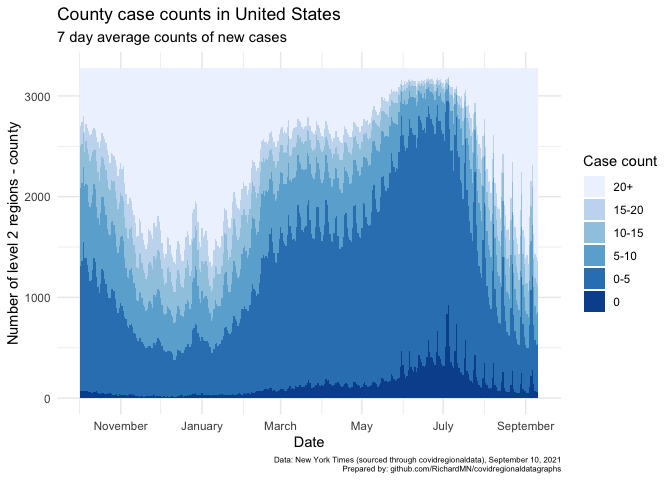 County case counts in United States
7 day average counts of new cases
Number of level 2 regions - county
3000
2000
1000
0
November
January
March
May
July
September
Date
Case count
20+
15-20
10-15
5-10
0-5
0
Data: New York Times (sourced through covidregionaldata), September 10, 2021
Prepared by: github.com/RichardMN/covidregionaldatagraphs